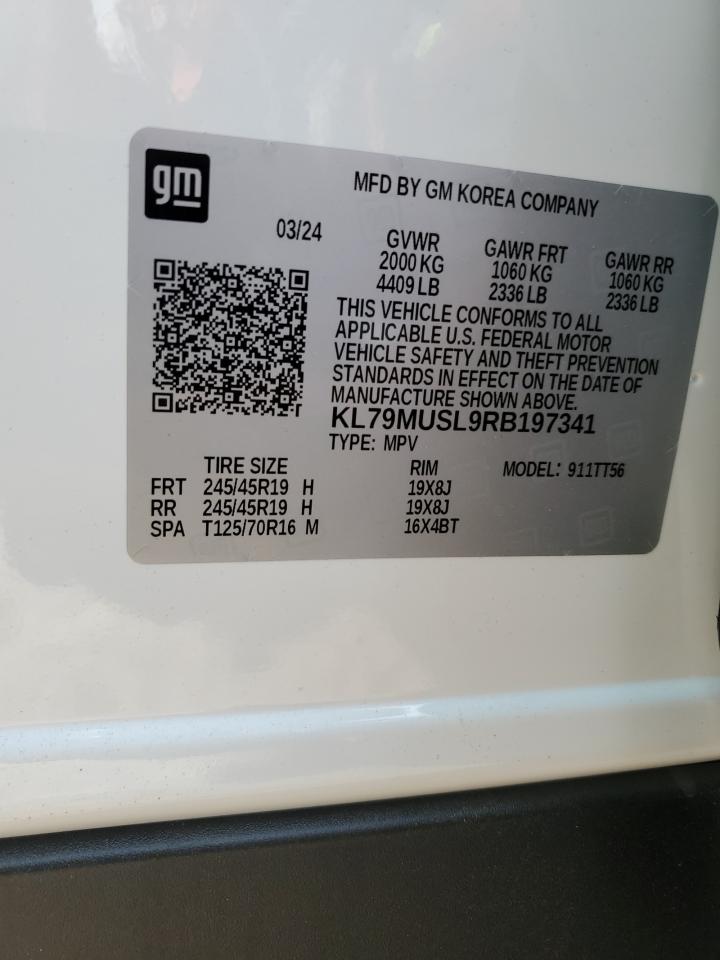 gm
MFD BY GM KOREA COMPANY
03/24
GVWR GAWR FRT GAWR RR
2000 KG 1060 KG 1060 KG
4409 LB 2336 LB 2336 LB
THIS VEHICLE CONFORMS TO ALL
APPLICABLE U.S. FEDERAL MOTOR
VEHICLE SAFETY AND THEFT PREVENTION
STANDARDS IN EFFECT ON THE DATE OF
MANUFACTURE SHOWN ABOVE.
KL79MUSL9RB197341
TYPE: MPV
TIRE SIZE RIM MODEL: 911TT56
FRT 245/45R19 H 19X8J
RR 245/45R19 H 19X8J
SPA T125/70R16 M 16X4BT